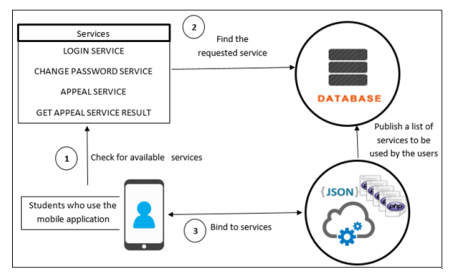 Services
LOGIN SERVICE
CHANGE PASSWORD SERVICE
APPEAL SERVICE
GET APPEAL SERVICE RESULT
2
Find the
requested service
DATABASE
1
Check for available services
Publish a list of
services to be
used by the users
Students who use the
mobile application
3
Bind to services
{JSON}
php